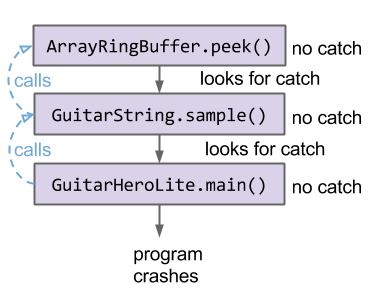 ArrayRingBuffer.peek() no catch
calls looks for catch
GuitarString.sample() no catch
calls looks for catch
GuitarHeroLite.main() no catch
program
crashes